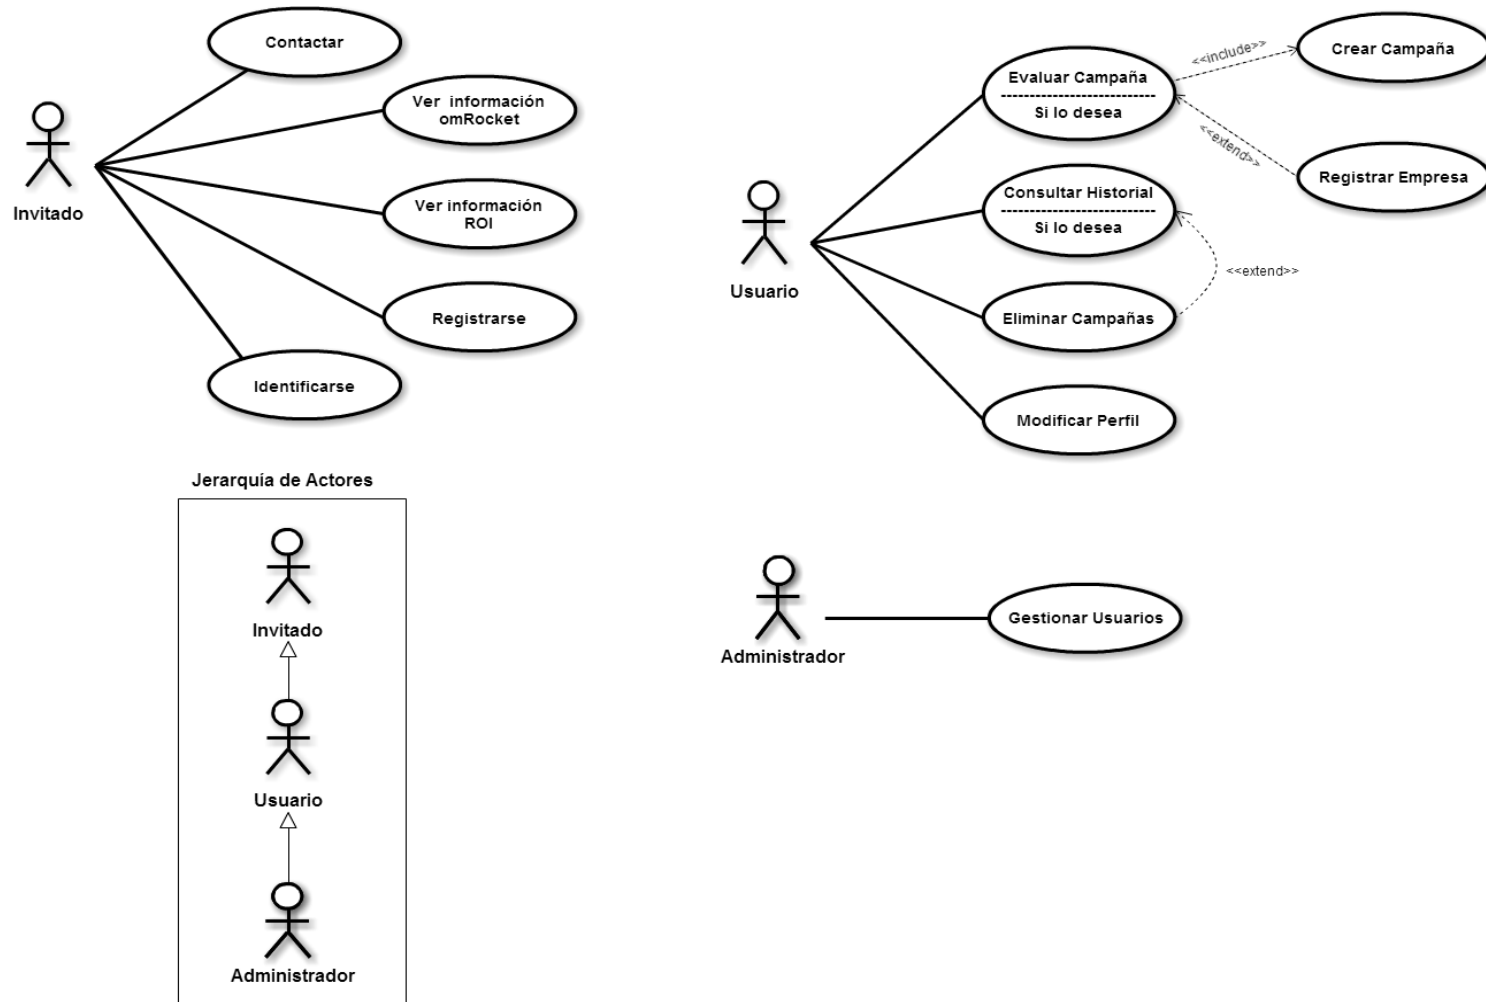 Contactar
Ver información
omRocket
Invitado
Ver información
ROI
Registrarse
Identificarse
<<include>>
Crear Campaña
Evaluar Campaña
Si lo desea
<<extend>>
Registrar Empresa
Consultar Historial
Si lo desea
<<extend>>
Usuario
Eliminar Campañas
Modificar Perfil
Jerarquía de Actores
Invitado
Usuario
Administrador
Gestionar Usuarios
Administrador